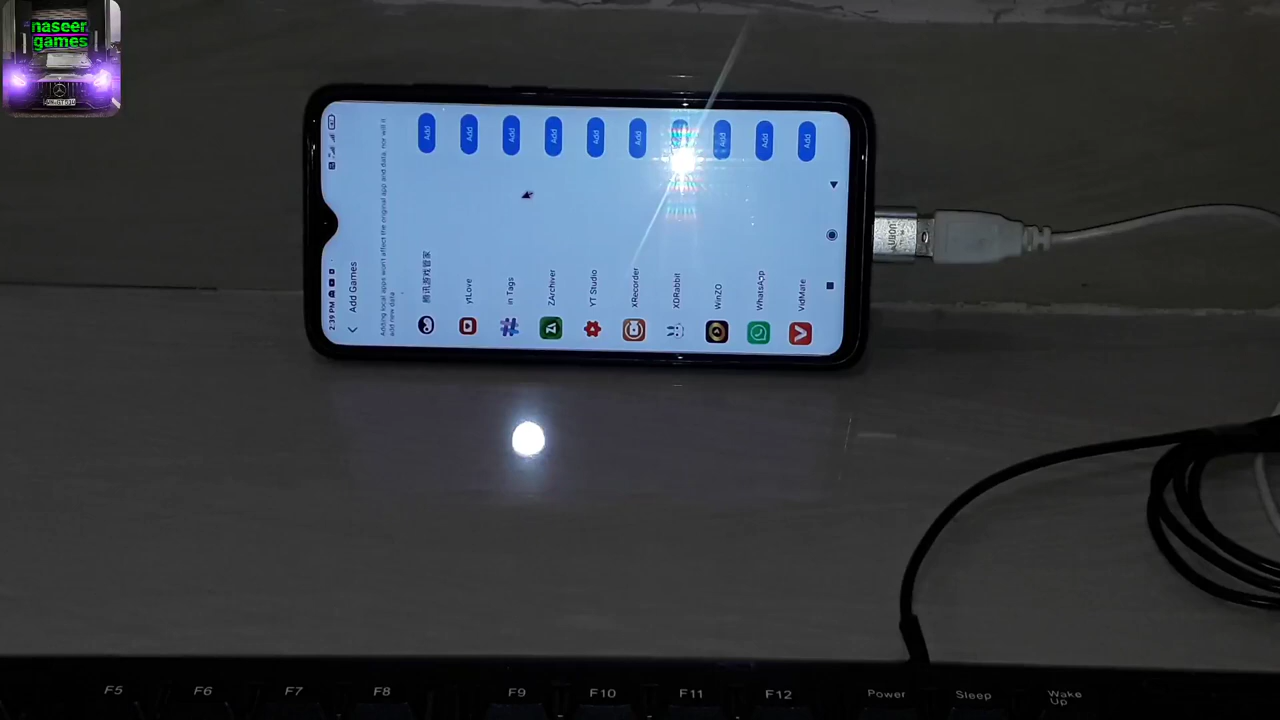 naseer
games
2:39 PM
Add Games
Adding local apps won't affect the original app and data, nor will it
add new data
腾讯游戏管家 Add
ytLove Add
in Tags Add
ZArchiver Add
YT Studio Add
XRecorder Add
XDRabbit
WinZO Add
WhatsApp Add
VidMate Add
F5 F6 F7 F8 F9 F10 F11 F12 Power Sleep Wake
Up